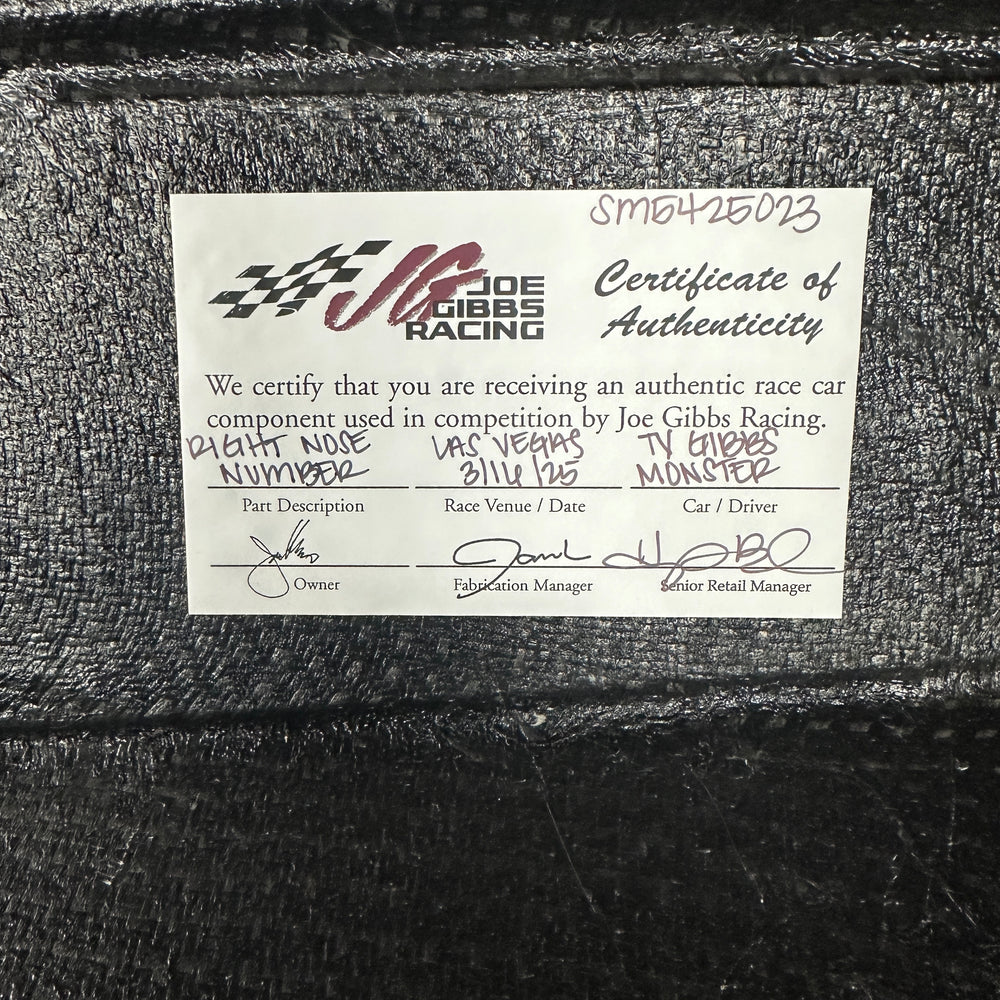 SM5425023
JG JOE
GIBBS
RACING
Certificate of
Authenticity
We certify that you are receiving an authentic race car
component used in competition by Joe Gibbs Racing.
RIGHT NOSE
NUMBER
LAS VEGAS
3/16/25
TY GIBBS
MONSTER
Part Description
Race Venue / Date
Car / Driver
Owner
Fabrication Manager
Senior Retail Manager